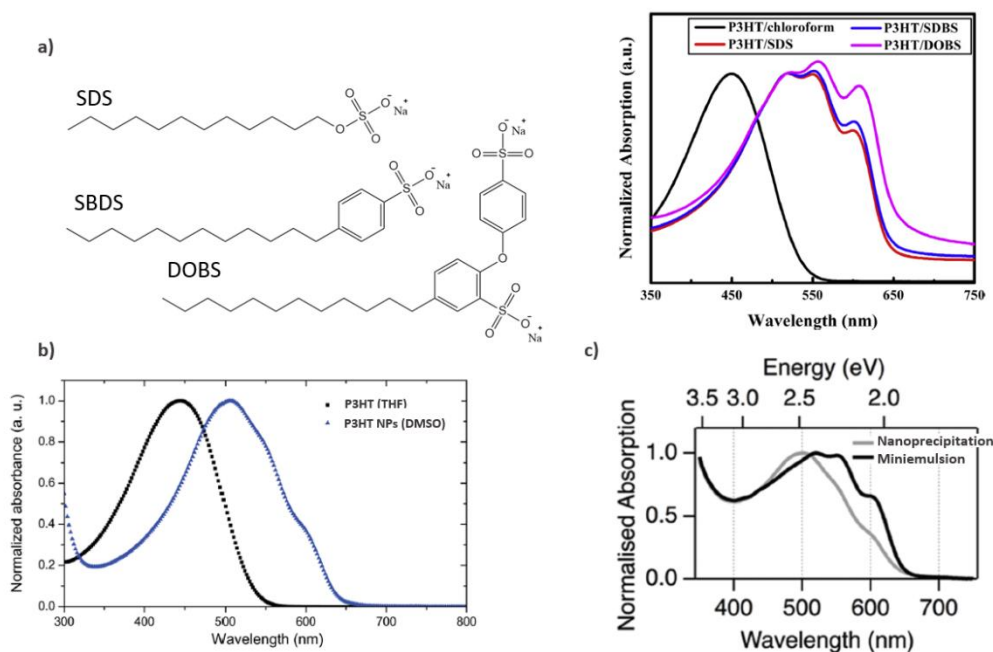 a)
SDS
O
S
O
O
O⁻
Na⁺
SBDS
S
O
O
O⁻
Na⁺
DOBS
O⁻
Na⁺
O
S
O
O
S
O
O
O⁻
Na⁺
P3HT/chloroform
P3HT/SDBS
P3HT/SDS
P3HT/DOBS
Normalized Absorption (a.u.)
350 450 550 650 750
Wavelength (nm)
b)
P3HT (THF)
P3HT NPs (DMSO)
Normalized absorbance (a. u.)
1.0
0.8
0.6
0.4
0.2
0.0
300 400 500 600 700 800
Wavelength (nm)
c)
Energy (eV)
3.5 3.0 2.5 2.0
Nanoprecipitation
Miniemulsion
Normalised Absorption
1.0
0.5
0.0
400 500 600 700
Wavelength (nm)